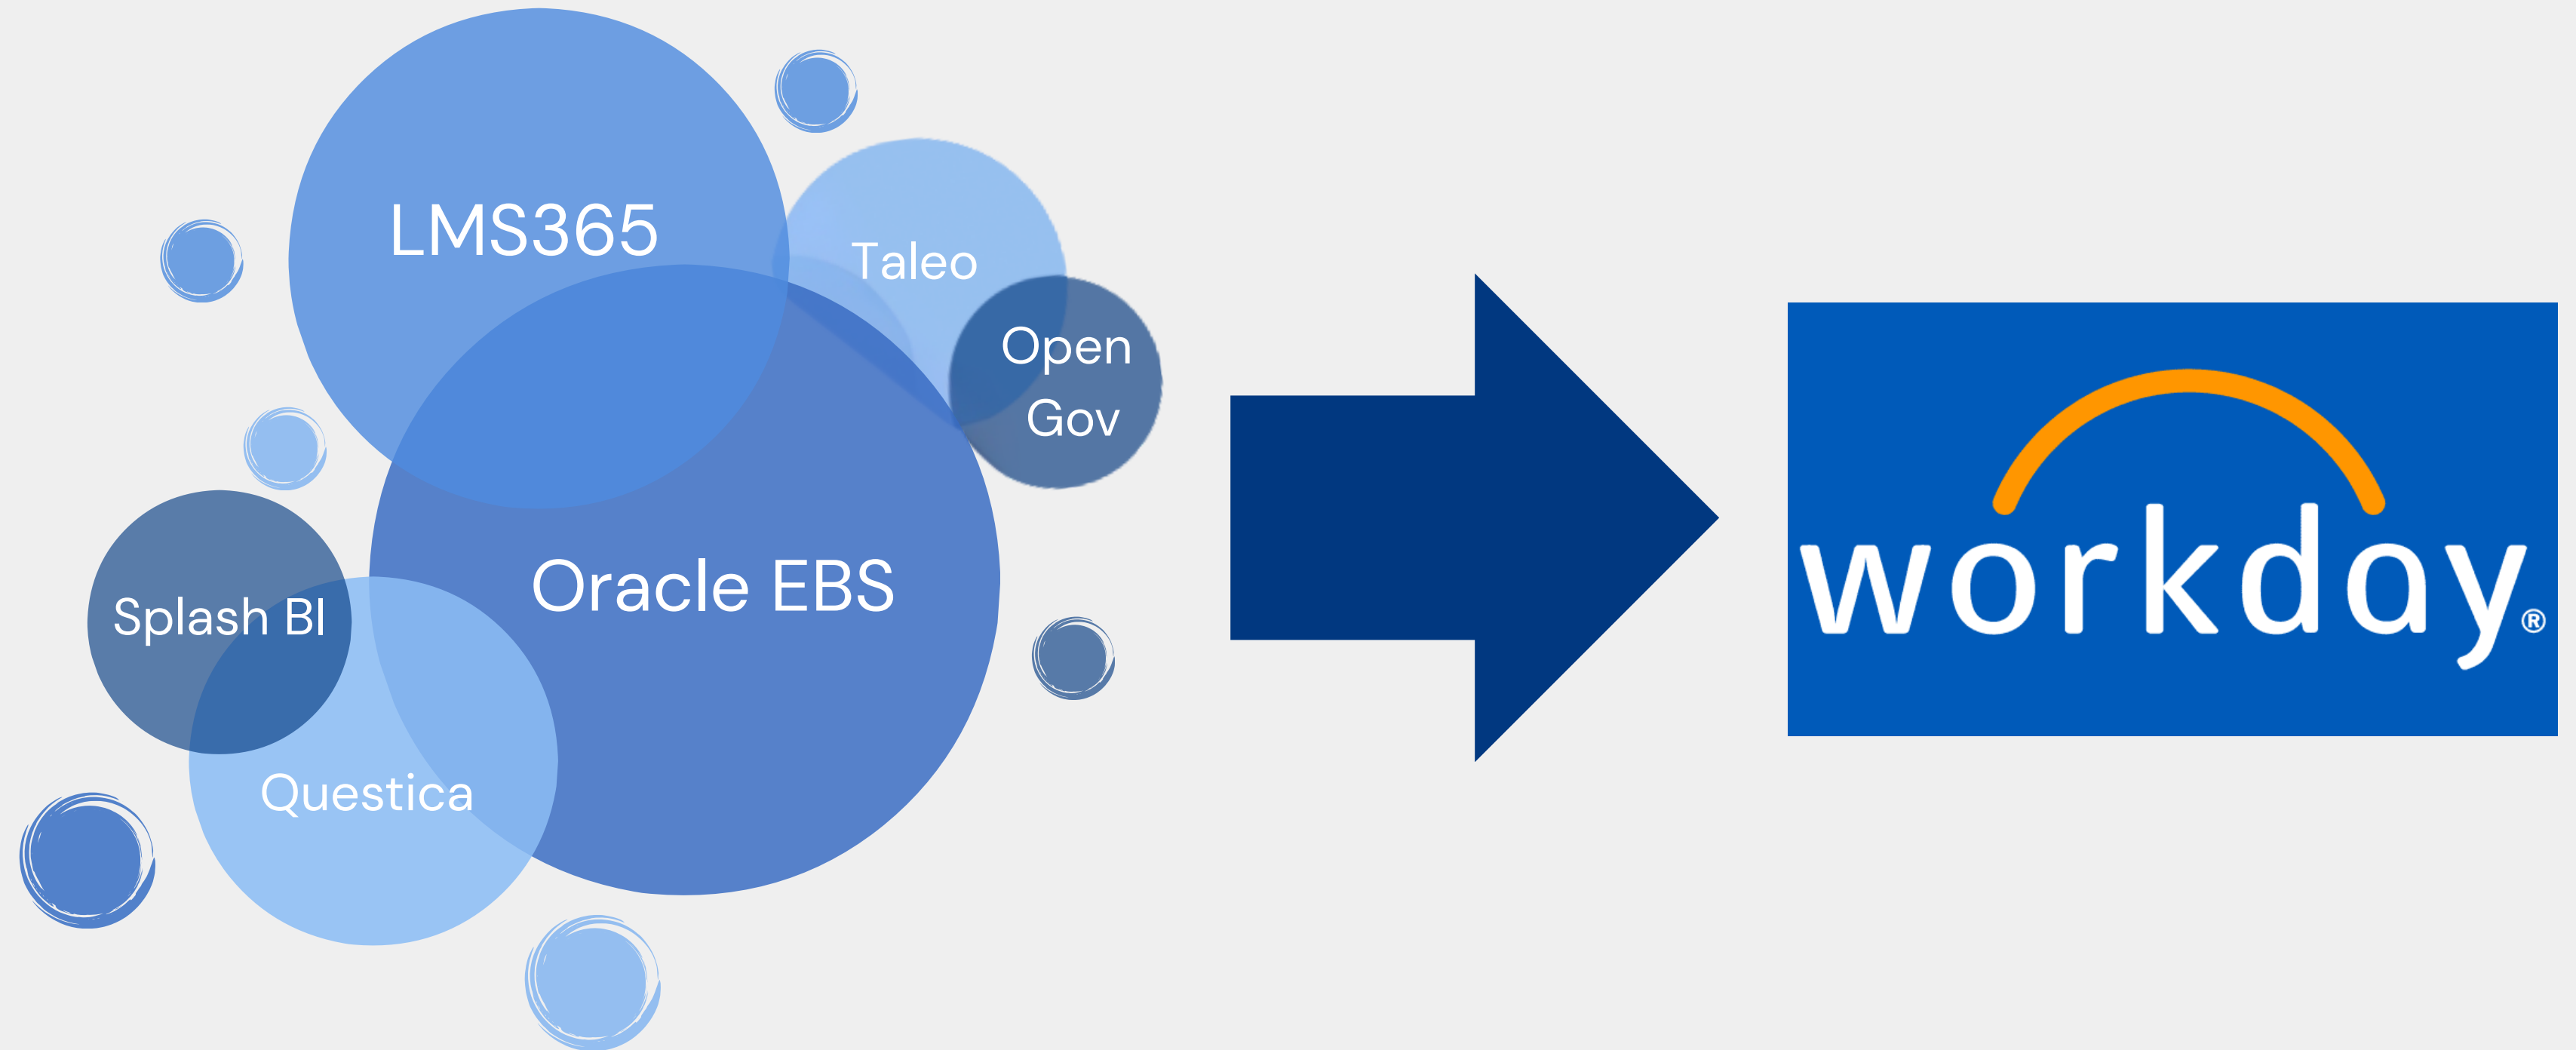 LMS365
Taleo
Open
Gov
Oracle EBS
Splash BI
Questica
workday®